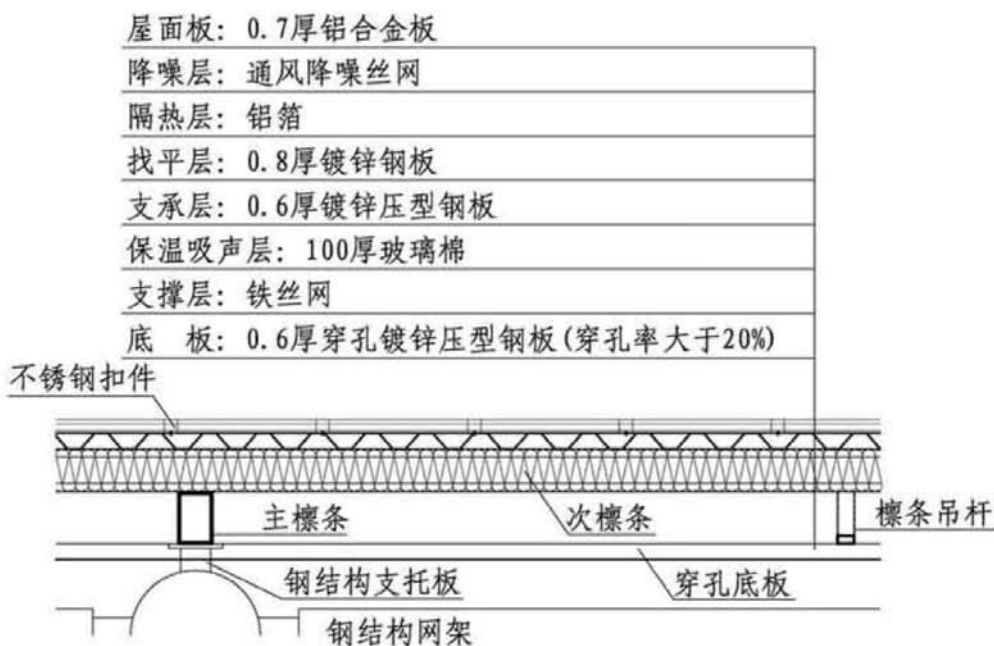 屋面板: 0.7厚铝合金板
降噪层: 通风降噪丝网
隔热层: 铝箔
找平层: 0.8厚镀锌钢板
支承层: 0.6厚镀锌压型钢板
保温吸声层: 100厚玻璃棉
支撑层: 铁丝网
底 板: 0.6厚穿孔镀锌压型钢板(穿孔率大于20%)
不锈钢扣件
主檩条
次檩条
檩条吊杆
钢结构支托板
穿孔底板
钢结构网架